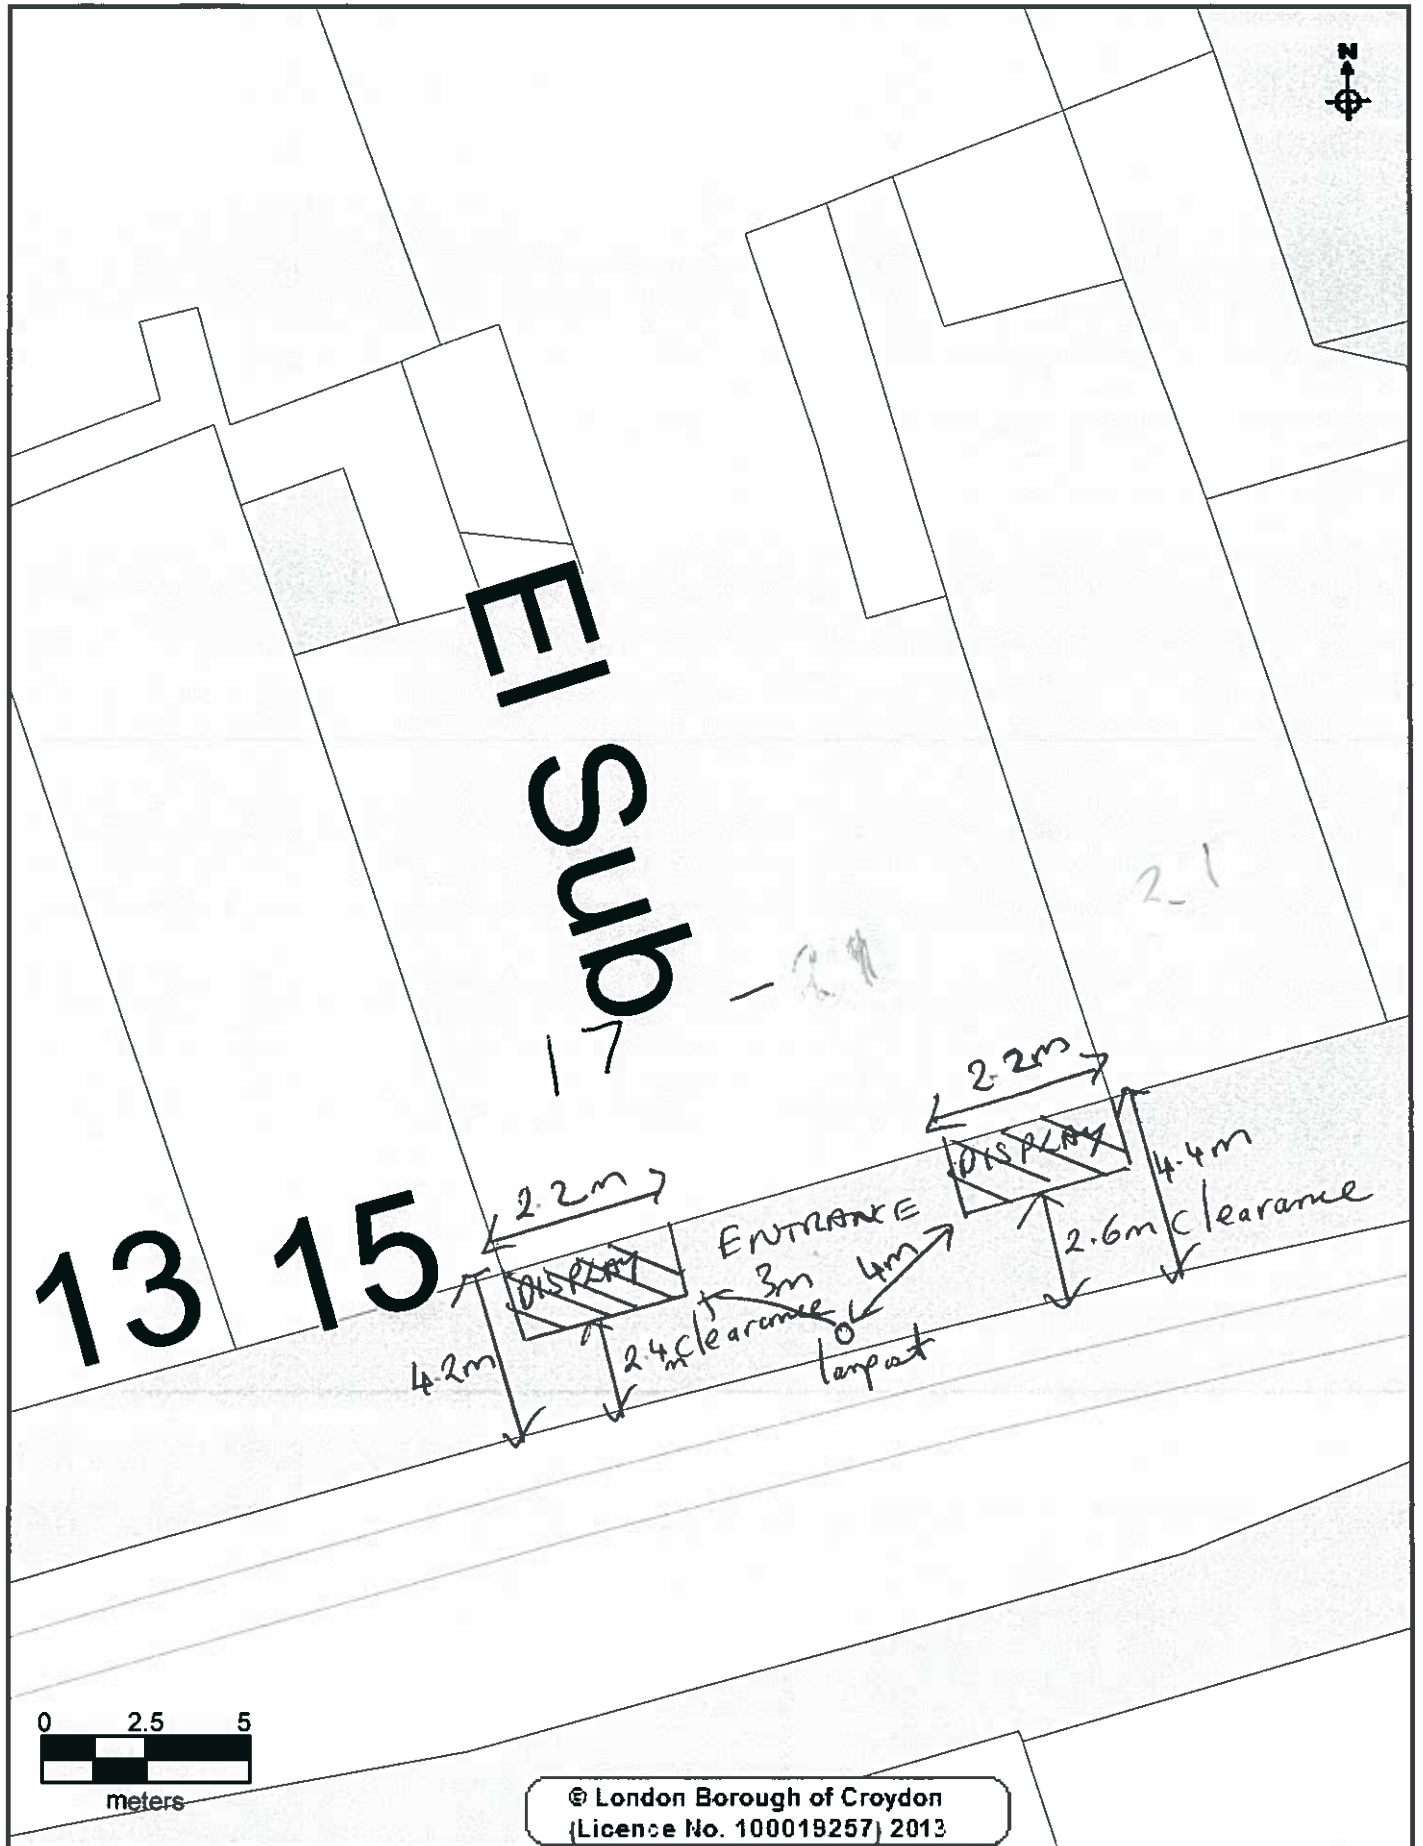 N
El Sub
2_1
17
2.2m
DISPLAY
4.4m
2.6m clearance
2.2m
ENTRANCE
DISPLAY
3m
4m
13 15
4.2m
2.4m clearance
lampost
0 2.5 5
meters
© London Borough of Croydon
(Licence No. 100019257) 2013